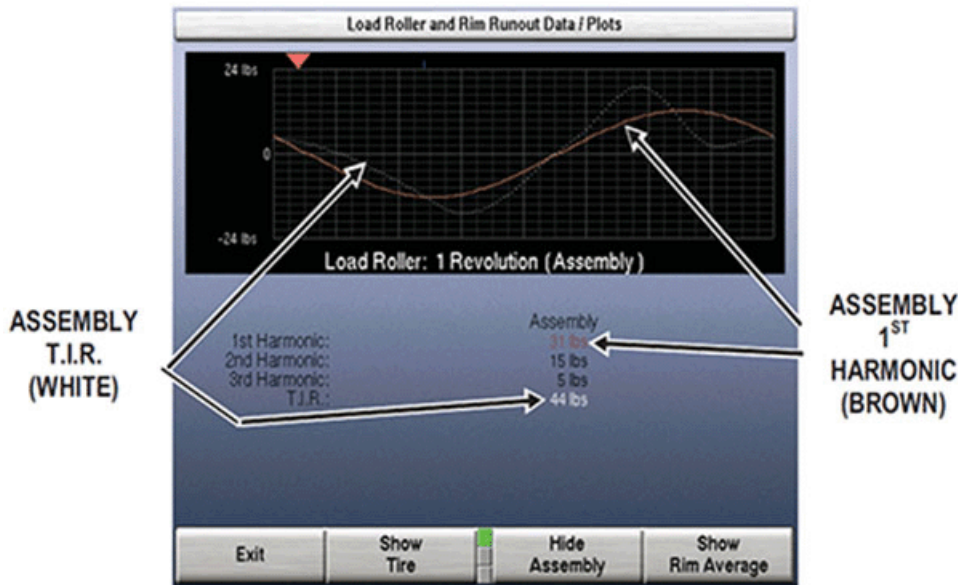 Load Roller and Rim Runout Data / Plots
24 lbs
0
-24 lbs
Load Roller: 1 Revolution (Assembly)
ASSEMBLY
T.I.R.
(WHITE)
ASSEMBLY
1ST
HARMONIC
(BROWN)
Assembly
1st Harmonic: 31 lbs
2nd Harmonic: 15 lbs
3rd Harmonic: 5 lbs
T.I.R.: 44 lbs
Exit
Show
Tire
Hide
Assembly
Show
Rim Average